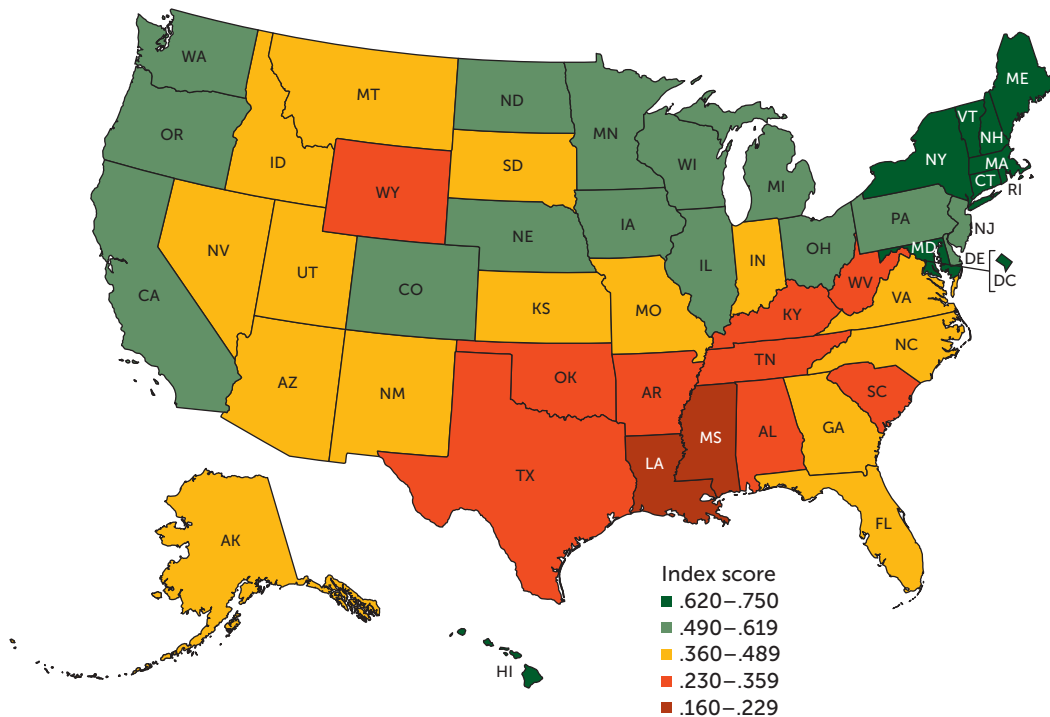 WA
MT
ND
ME
OR
MN
VT
ID
SD
WI
NH
NY
MA
WY
MI
CT
RI
IA
PA
NE
NJ
NV
OH
MD
UT
IL
IN
DE
CA
CO
WV
DC
KS
MO
VA
KY
NC
TN
AZ
NM
OK
AR
SC
MS
AL
GA
LA
TX
FL
AK
HI
Index score
.620–.750
.490–.619
.360–.489
.230–.359
.160–.229